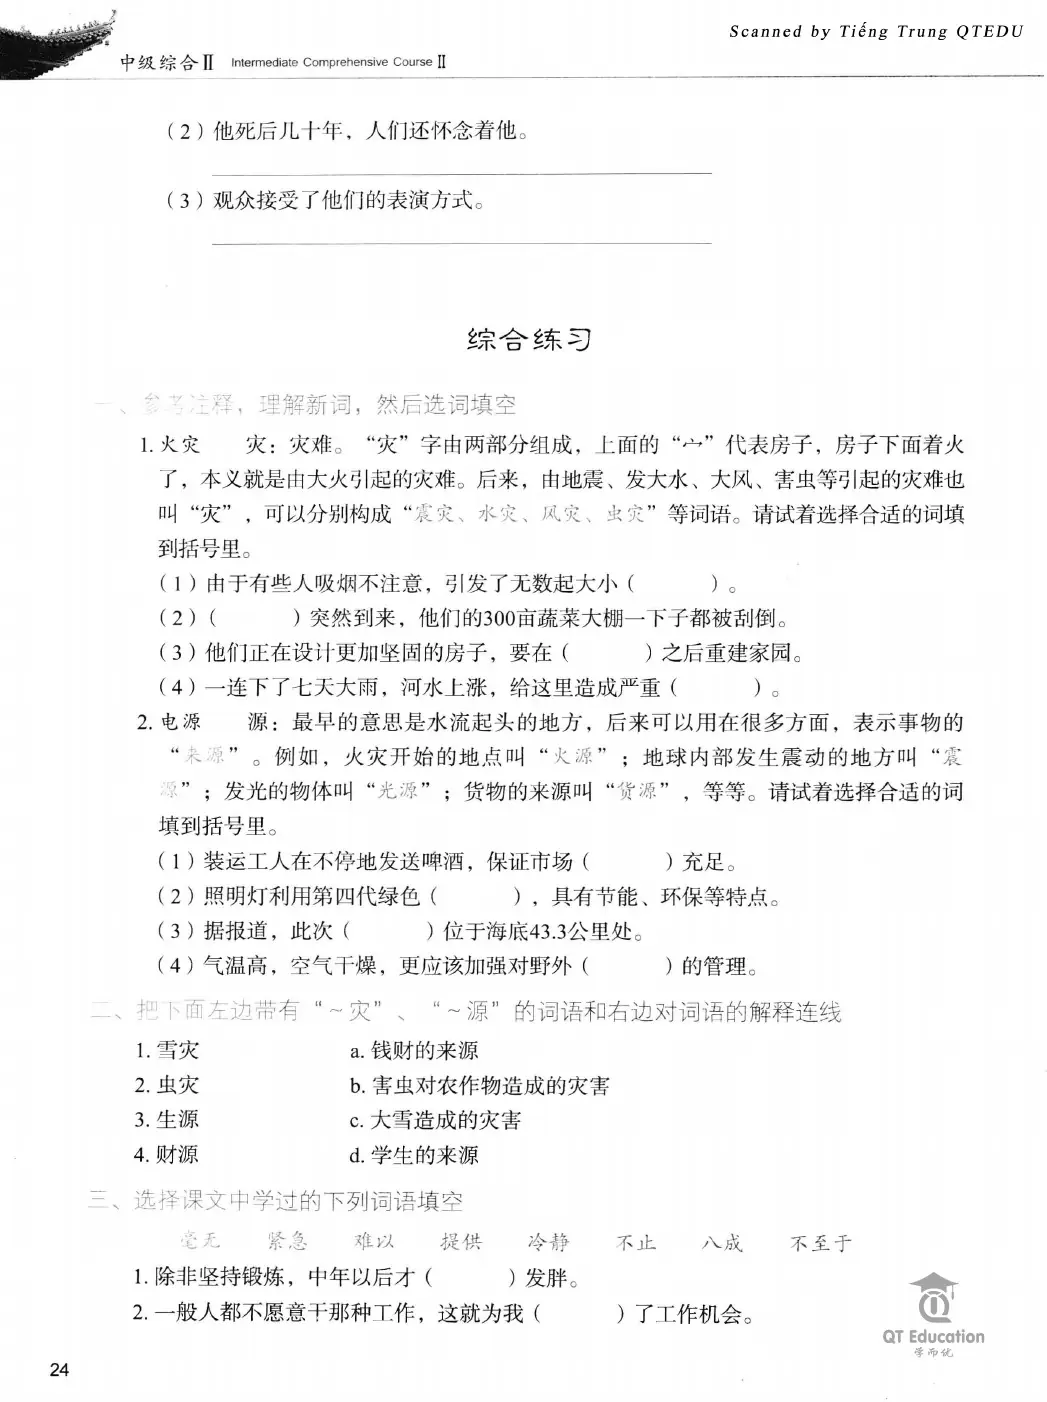 Scanned by Tiếng Trung QTEDU
中级综合Ⅱ Intermediate Comprehensive Course Ⅱ
（2）他死后几十年，人们还怀念着他。
（3）观众接受了他们的表演方式。
综合练习
一、参考注释，理解新词，然后选词填空
1. 火灾 灾：灾难。“灾”字由两部分组成，上面的“宀”代表房子，房子下面着火
了，本义就是由大火引起的灾难。后来，由地震、发大水、大风、害虫等引起的灾难也
叫“灾”，可以分别构成“震灾、水灾、风灾、虫灾”等词语。请试着选择合适的词填
到括号里。
（1）由于有些人吸烟不注意，引发了无数起大小（ ）。
（2）（ ）突然到来，他们的300亩蔬菜大棚一下子都被刮倒。
（3）他们正在设计更加坚固的房子，要在（ ）之后重建家园。
（4）一连下了七天大雨，河水上涨，给这里造成严重（ ）。
2. 电源 源：最早的意思是水流起头的地方，后来可以用在很多方面，表示事物的
“来源”。例如，火灾开始的地点叫“火源”；地球内部发生震动的地方叫“震
源”；发光的物体叫“光源”；货物的来源叫“货源”，等等。请试着选择合适的词
填到括号里。
（1）装运工人在不停地发送啤酒，保证市场（ ）充足。
（2）照明灯利用第四代绿色（ ），具有节能、环保等特点。
（3）据报道，此次（ ）位于海底43.3公里处。
（4）气温高，空气干燥，更应该加强对野外（ ）的管理。
二、把下面左边带有“～灾”、“～源”的词语和右边对词语的解释连线
1. 雪灾 a. 钱财的来源
2. 虫灾 b. 害虫对农作物造成的灾害
3. 生源 c. 大雪造成的灾害
4. 财源 d. 学生的来源
三、选择课文中学过的下列词语填空
毫无 紧急 难以 提供 冷静 不止 八成 不至于
1. 除非坚持锻炼，中年以后才（ ）发胖。
2. 一般人都不愿意干那种工作，这就为我（ ）了工作机会。
QT Education
学而优
24